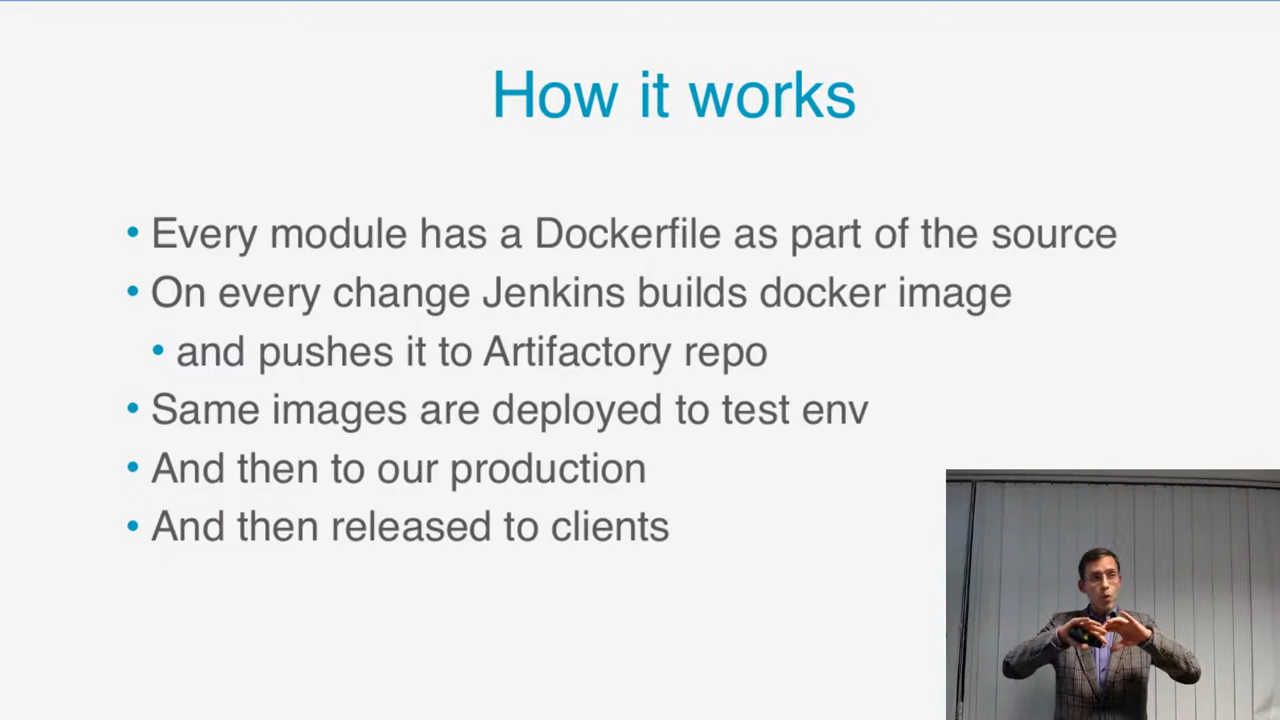 How it works
• Every module has a Dockerfile as part of the source
• On every change Jenkins builds docker image
• and pushes it to Artifactory repo
• Same images are deployed to test env
• And then to our production
• And then released to clients